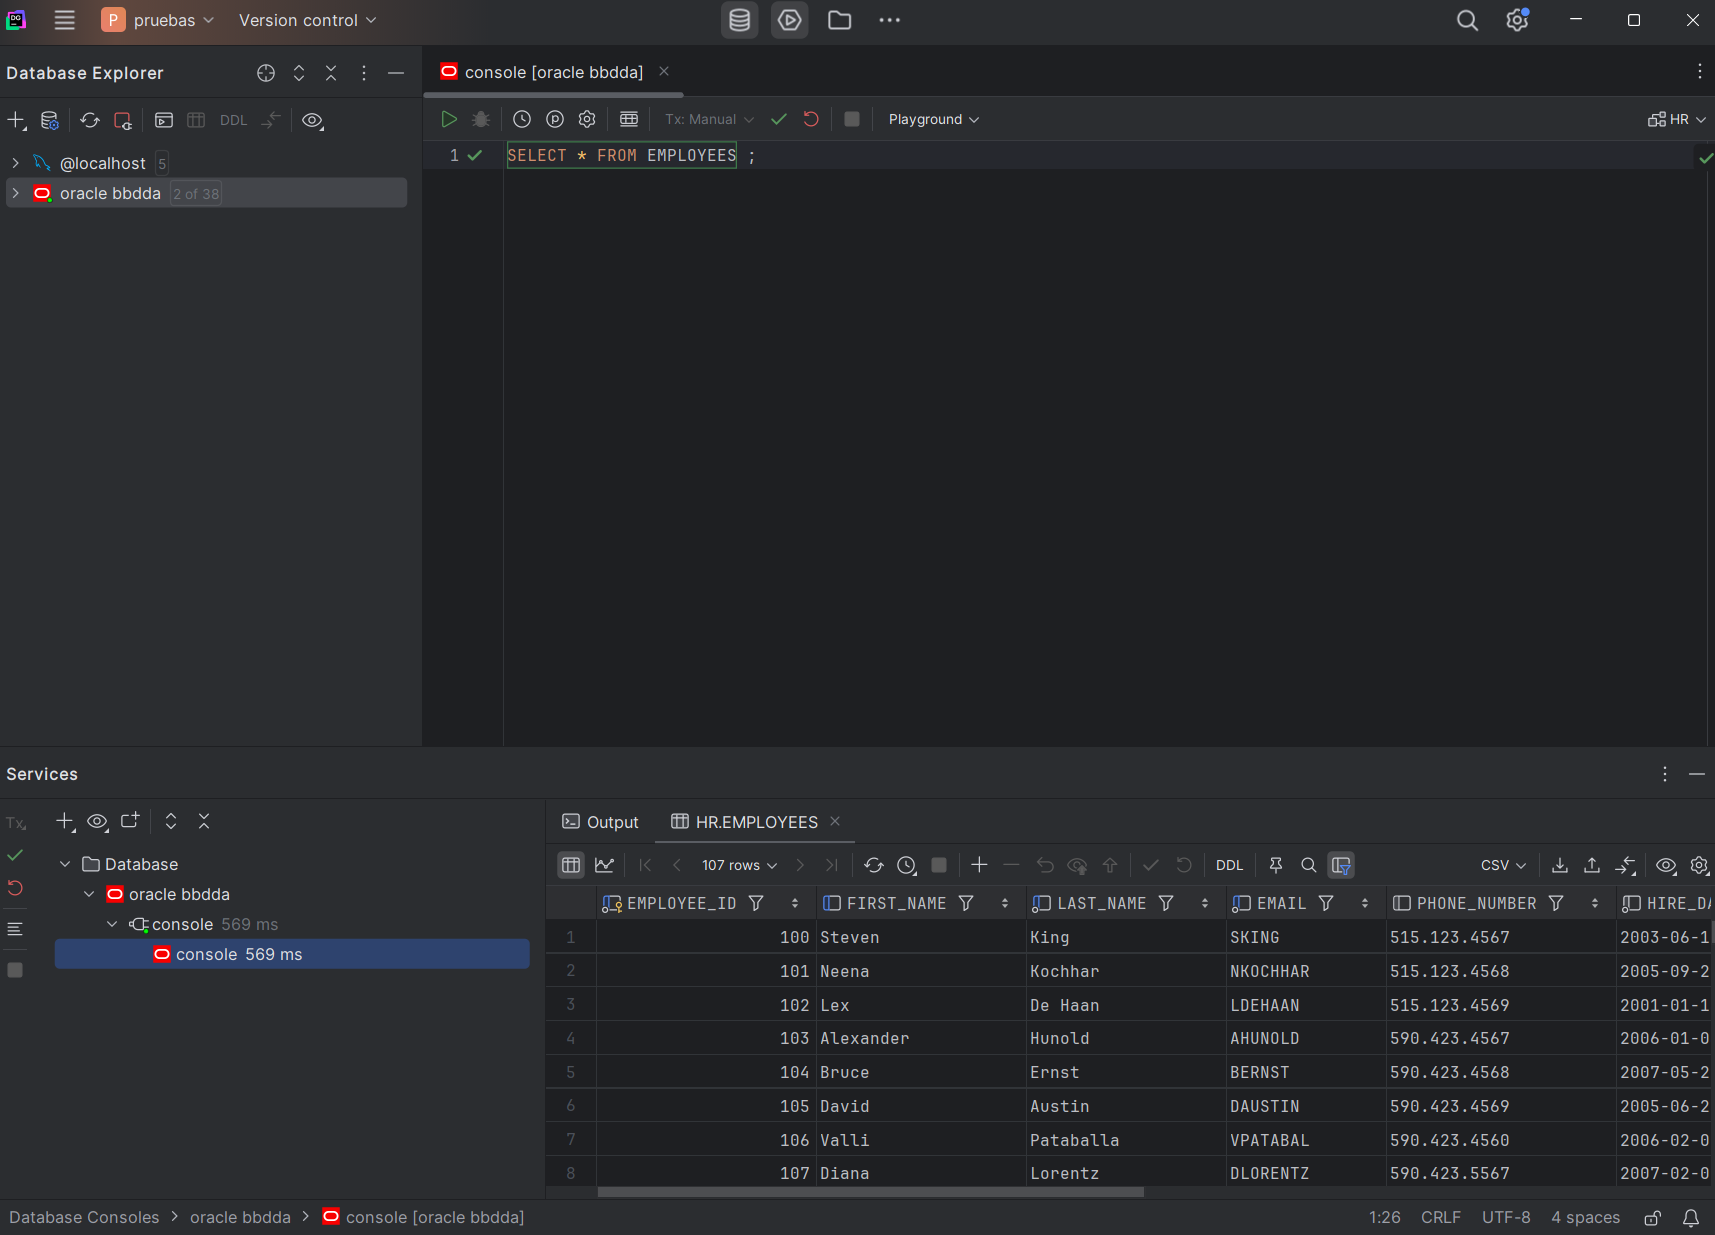 DG P pruebas Version control
Database Explorer
console [oracle bbdda]
DDL
Tx: Manual Playground HR
@localhost 5
oracle bbdda 2 of 38
1 SELECT * FROM EMPLOYEES ;
Services
Tx
Output HR.EMPLOYEES
Database
oracle bbdda
console 569 ms
console 569 ms
107 rows DDL CSV
EMPLOYEE_ID FIRST_NAME LAST_NAME EMAIL PHONE_NUMBER HIRE_DA
1 100 Steven King SKING 515.123.4567 2003-06-1
2 101 Neena Kochhar NKOCHHAR 515.123.4568 2005-09-2
3 102 Lex De Haan LDEHAAN 515.123.4569 2001-01-1
4 103 Alexander Hunold AHUNOLD 590.423.4567 2006-01-0
5 104 Bruce Ernst BERNST 590.423.4568 2007-05-2
6 105 David Austin DAUSTIN 590.423.4569 2005-06-2
7 106 Valli Pataballa VPATABAL 590.423.4560 2006-02-0
8 107 Diana Lorentz DLORENTZ 590.423.5567 2007-02-0
Database Consoles > oracle bbdda > console [oracle bbdda] 1:26 CRLF UTF-8 4 spaces